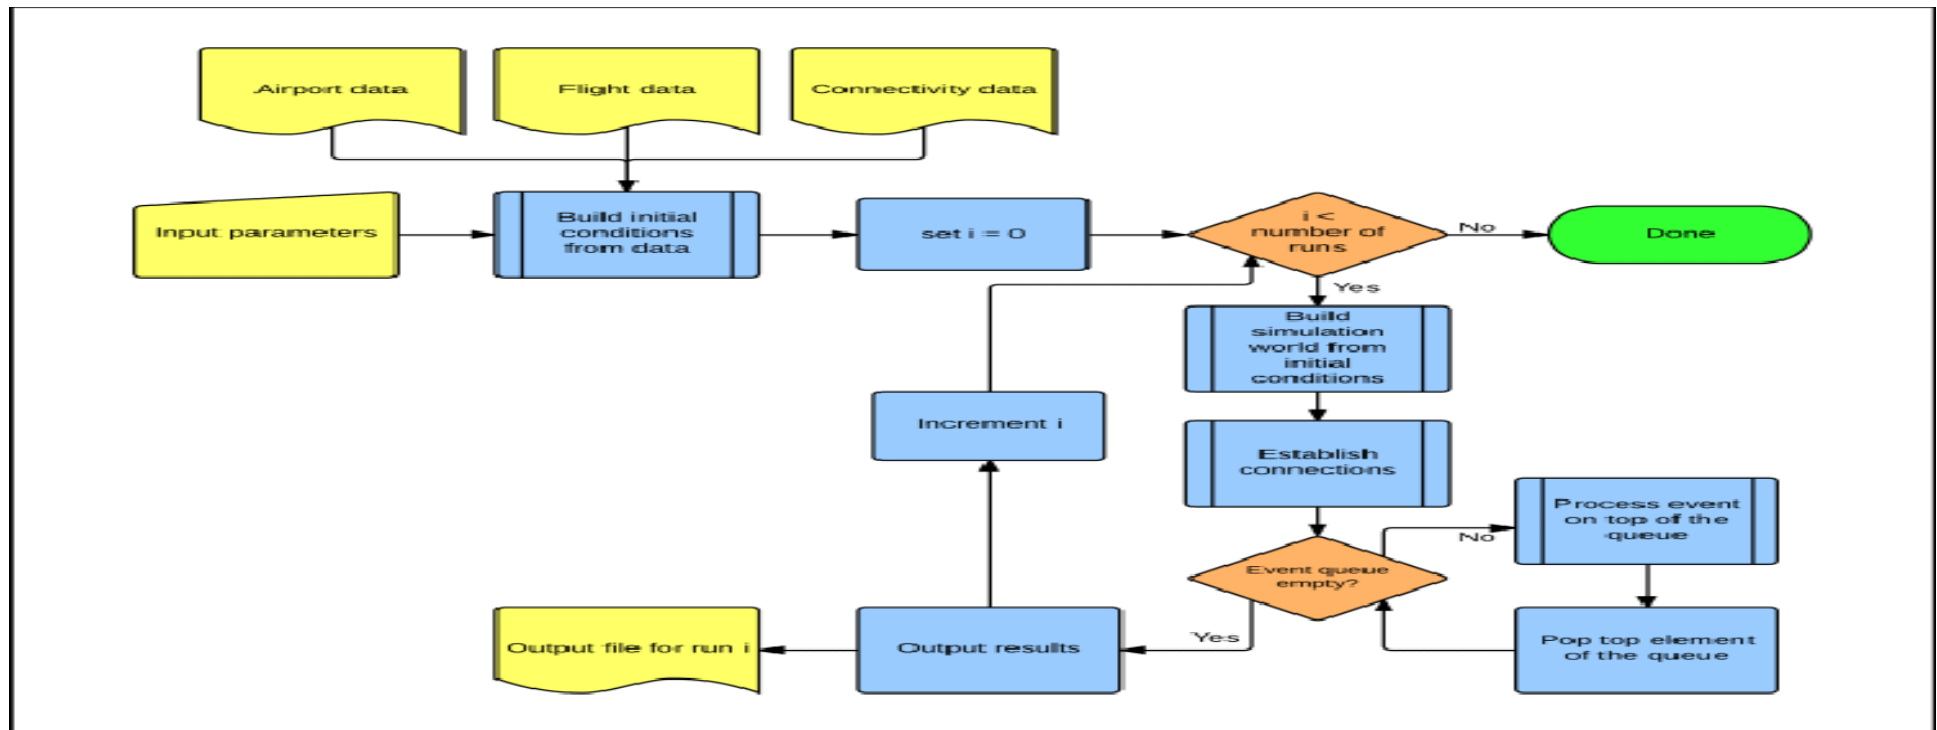 Airport data
Flight data
Connectivity data
Input parameters
Build initial
conditions
from data
set i = 0
i <
number of
runs
No
Done
Yes
Build
simulation
world from
initial
conditions
Increment i
Establish
connections
Process event
on top of the
queue
No
Event queue
empty?
Yes
Output file for run i
Output results
Pop top element
of the queue